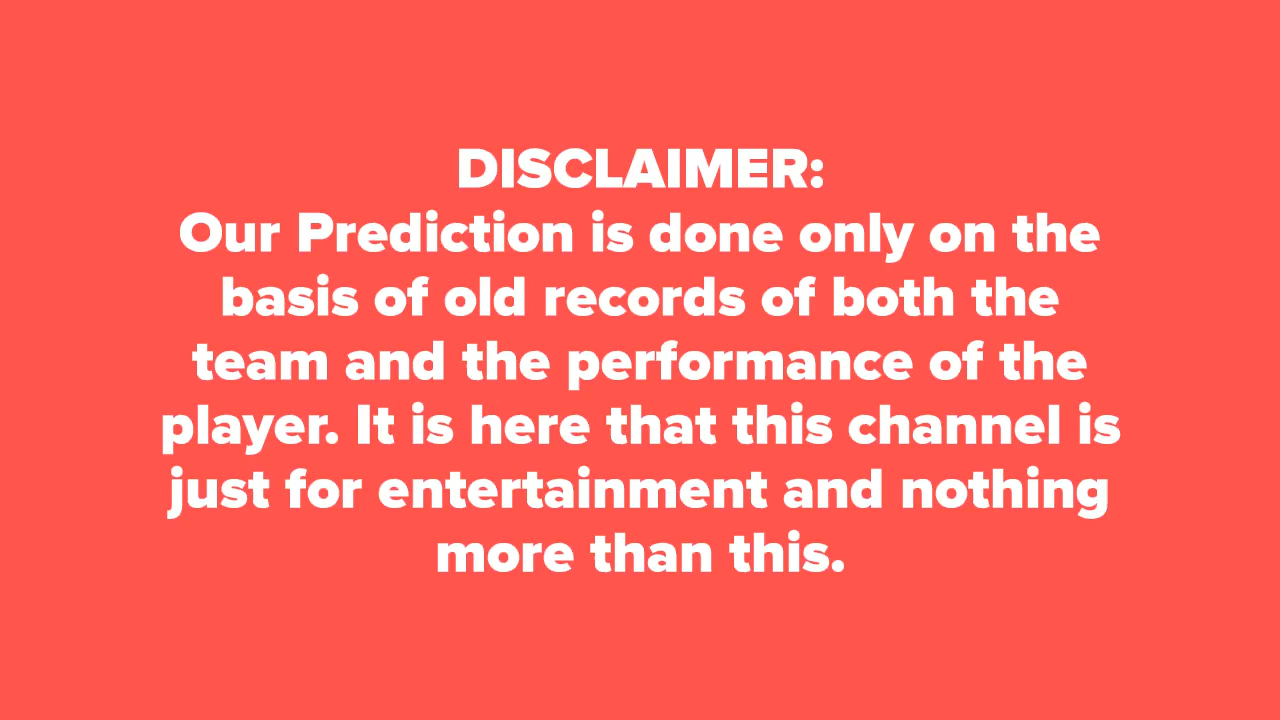 DISCLAIMER:
Our Prediction is done only on the
basis of old records of both the
team and the performance of the
player. It is here that this channel is
just for entertainment and nothing
more than this.